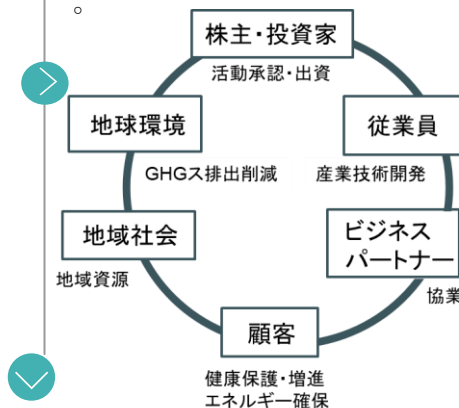 。
株主・投資家
活動承認・出資
地球環境
従業員
GHGス排出削減
産業技術開発
地域社会
ビジネス
パートナー
地域資源
協業
顧客
健康保護・増進
エネルギー確保